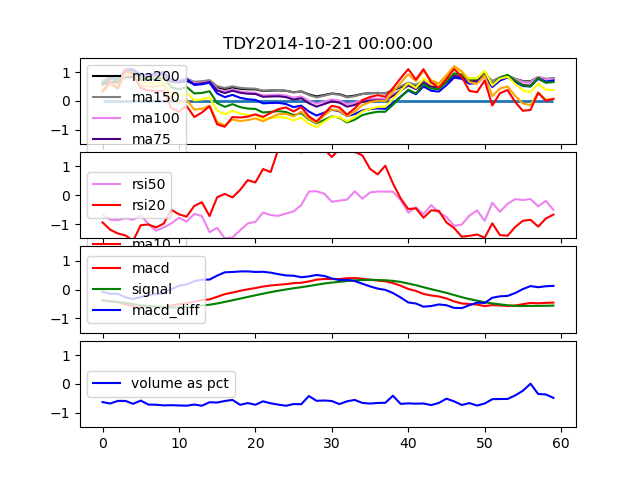 TDY2014-10-21 00:00:00
1
0
−1
ma200
ma150
ma100
ma75
1
0
−1
rsi50
rsi20
ma10
1
0
−1
macd
signal
macd_diff
1
0
−1
volume as pct
0 10 20 30 40 50 60